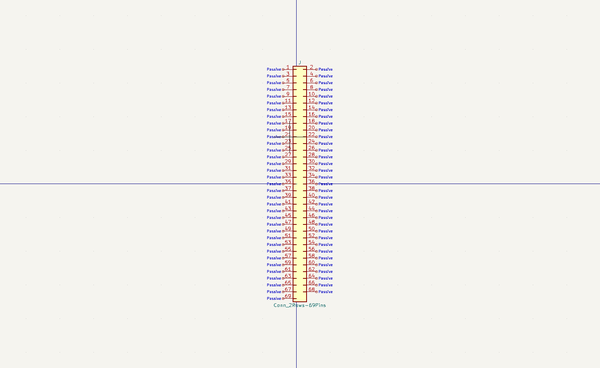 J
Passive 1 2 Passive
Passive 3 4 Passive
Passive 5 6 Passive
Passive 7 8 Passive
Passive 9 10 Passive
Passive 11 12 Passive
Passive 13 14 Passive
Passive 15 16 Passive
Passive 17 18 Passive
Passive 19 20 Passive
Passive 21 22 Passive
Passive 23 24 Passive
Passive 25 26 Passive
Passive 27 28 Passive
Passive 29 30 Passive
Passive 31 32 Passive
Passive 33 34 Passive
Passive 35 36 Passive
Passive 37 38 Passive
Passive 39 40 Passive
Passive 41 42 Passive
Passive 43 44 Passive
Passive 45 46 Passive
Passive 47 48 Passive
Passive 49 50 Passive
Passive 51 52 Passive
Passive 53 54 Passive
Passive 55 56 Passive
Passive 57 58 Passive
Passive 59 60 Passive
Passive 61 62 Passive
Passive 63 64 Passive
Passive 65 66 Passive
Passive 67 68 Passive
Passive 69
Conn_2Rows-69Pins